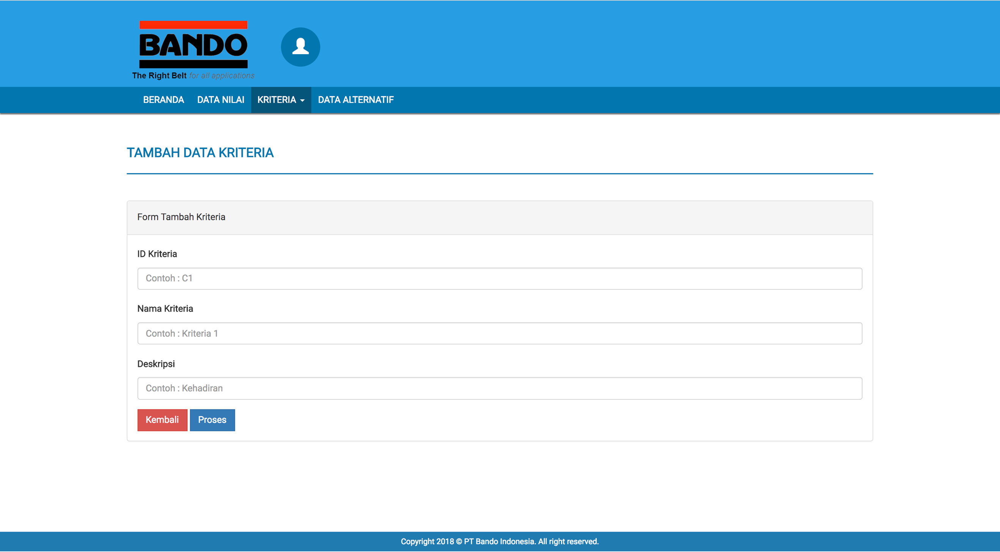 BANDO
The Right Belt for all applications
BERANDA DATA NILAI KRITERIA DATA ALTERNATIF
TAMBAH DATA KRITERIA
Form Tambah Kriteria
ID Kriteria
Contoh : C1
Nama Kriteria
Contoh : Kriteria 1
Deskripsi
Contoh : Kehadiran
Kembali Proses
Copyright 2018 © PT Bando Indonesia. All right reserved.